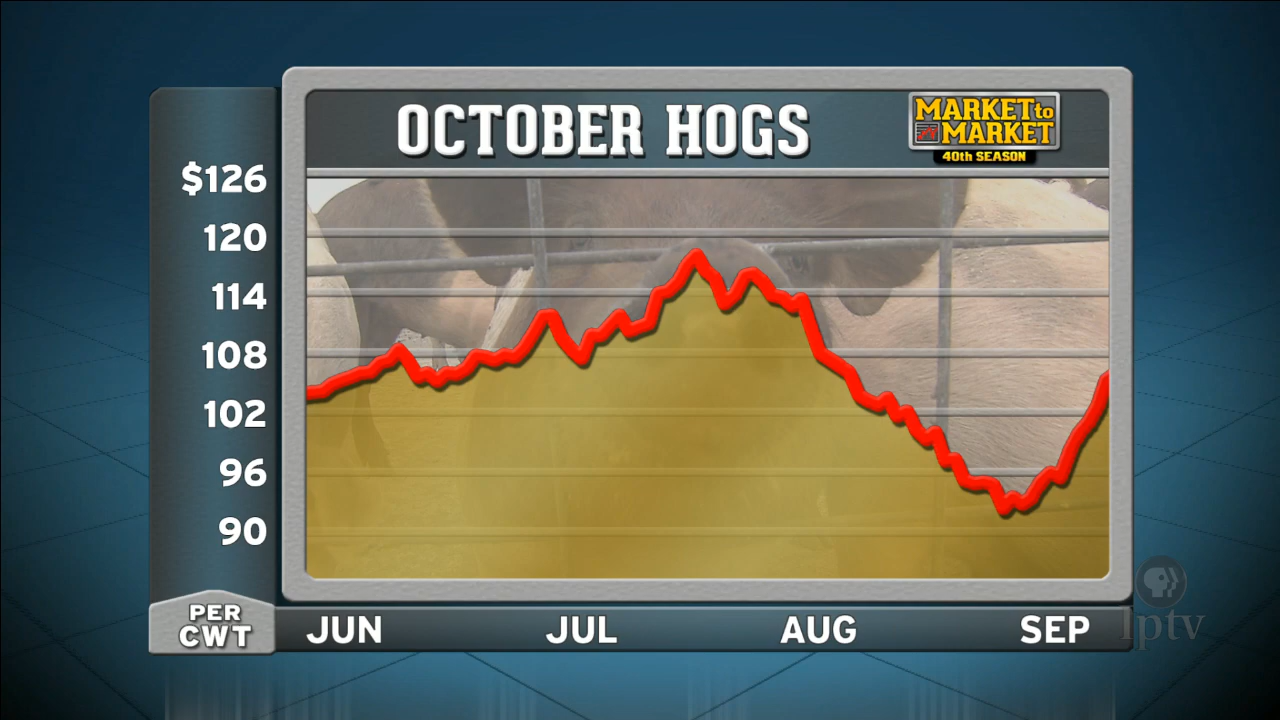 OCTOBER HOGS
MARKET to
MARKET
40th SEASON
$126
120
114
108
102
96
90
PER
CWT
JUN JUL AUG SEP
Iptv